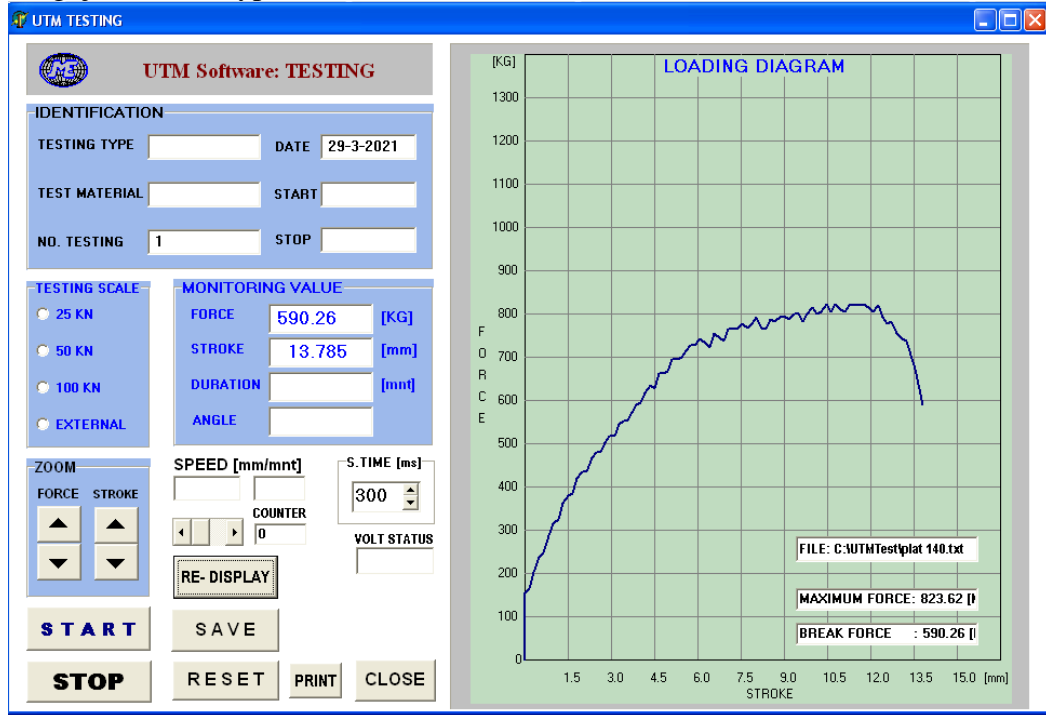 UTM TESTING
ME
UTM Software: TESTING
IDENTIFICATION
TESTING TYPE
DATE 29-3-2021
TEST MATERIAL
START
NO. TESTING 1
STOP
TESTING SCALE
25 KN
50 KN
100 KN
EXTERNAL
MONITORING VALUE
FORCE 590.26 [KG]
STROKE 13.785 [mm]
DURATION [mnt]
ANGLE
ZOOM
FORCE STROKE
SPEED [mm/mnt]
COUNTER
0
S.TIME [ms]
300
VOLT STATUS
RE- DISPLAY
START
SAVE
STOP
RESET
PRINT
CLOSE
[KG]
LOADING DIAGRAM
1300
1200
1100
1000
900
800
700
600
500
400
300
200
100
0
FORCE
FILE: C:\UTMTest\plat 140.txt
MAXIMUM FORCE: 823.62 [
BREAK FORCE : 590.26 [
1.5 3.0 4.5 6.0 7.5 9.0 10.5 12.0 13.5 15.0 [mm]
STROKE